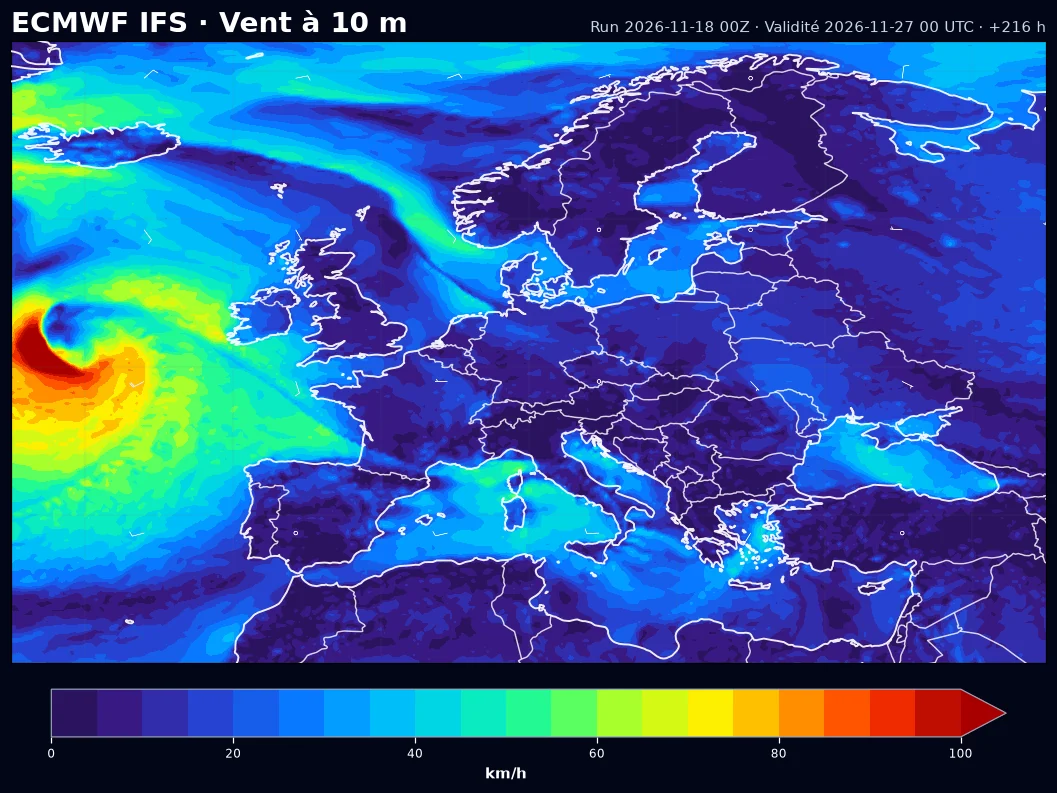 ECMWF IFS · Vent à 10 m
Run 2026-11-18 00Z · Validité 2026-11-27 00 UTC · +216 h
0 20 40 60 80 100
km/h